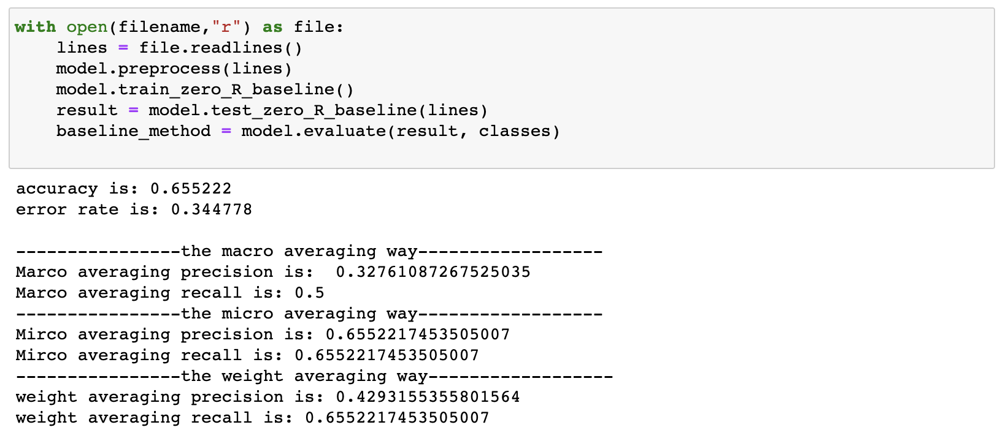 with open(filename,"r") as file:
    lines = file.readlines()
    model.preprocess(lines)
    model.train_zero_R_baseline()
    result = model.test_zero_R_baseline(lines)
    baseline_method = model.evaluate(result, classes)
accuracy is: 0.655222
error rate is: 0.344778
----------------the macro averaging way------------------
Marco averaging precision is:  0.32761087267525035
Marco averaging recall is: 0.5
----------------the micro averaging way------------------
Mirco averaging precision is: 0.6552217453505007
Mirco averaging recall is: 0.6552217453505007
----------------the weight averaging way------------------
weight averaging precision is: 0.4293155355801564
weight averaging recall is: 0.6552217453505007